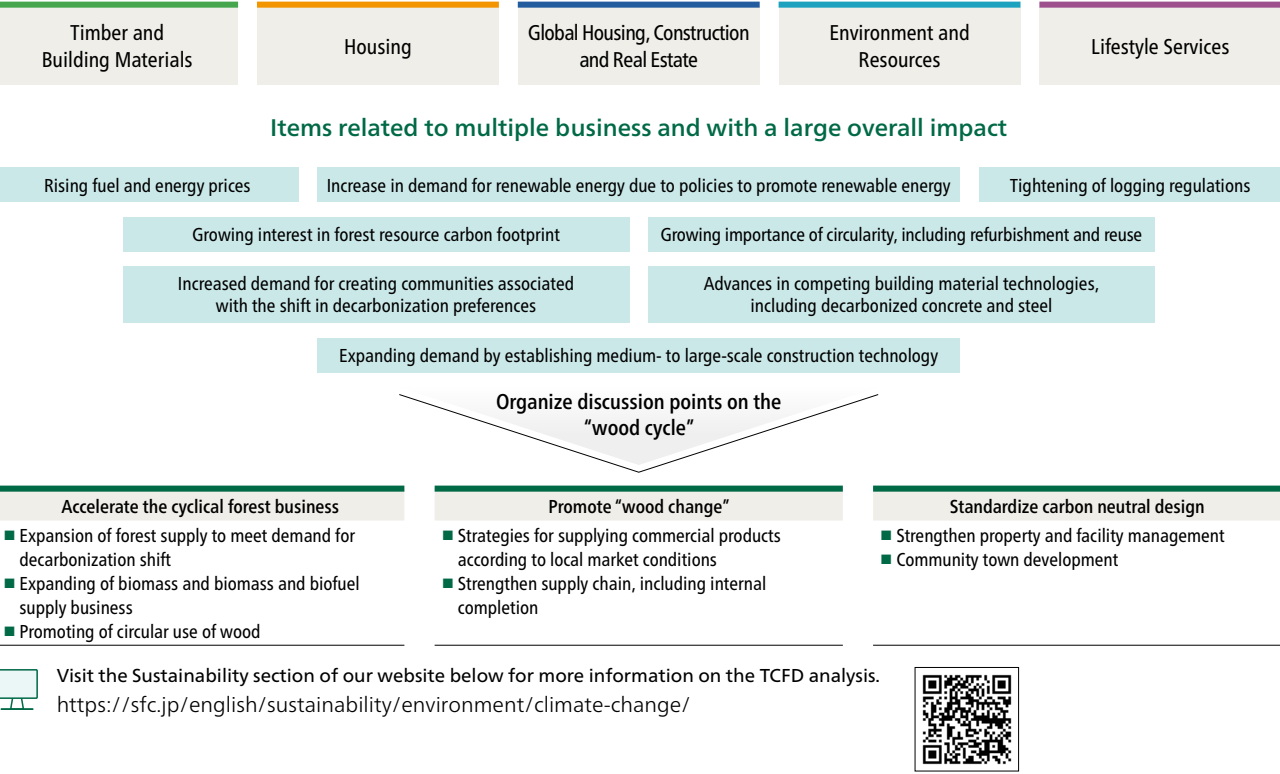 Timber and
Building Materials
Housing
Global Housing, Construction
and Real Estate
Environment and
Resources
Lifestyle Services
Items related to multiple business and with a large overall impact
Rising fuel and energy prices
Increase in demand for renewable energy due to policies to promote renewable energy
Tightening of logging regulations
Growing interest in forest resource carbon footprint
Growing importance of circularity, including refurbishment and reuse
Increased demand for creating communities associated
with the shift in decarbonization preferences
Advances in competing building material technologies,
including decarbonized concrete and steel
Expanding demand by establishing medium- to large-scale construction technology
Organize discussion points on the
“wood cycle”
Accelerate the cyclical forest business
■ Expansion of forest supply to meet demand for
decarbonization shift
■ Expanding of biomass and biomass and biofuel
supply business
■ Promoting of circular use of wood
Promote “wood change”
■ Strategies for supplying commercial products
according to local market conditions
■ Strengthen supply chain, including internal
completion
Standardize carbon neutral design
■ Strengthen property and facility management
■ Community town development
Visit the Sustainability section of our website below for more information on the TCFD analysis.
https://sfc.jp/english/sustainability/environment/climate-change/